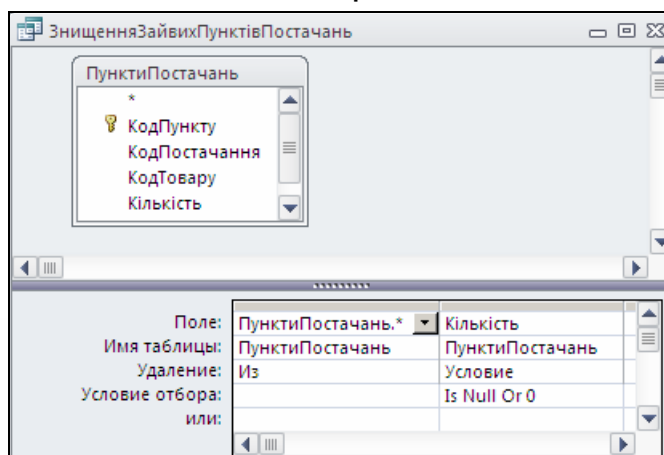 ЗнищенняЗайвихПунктівПостачань
ПунктиПостачань
*
КодПункту
КодПостачання
КодТовару
Кількість
Поле: ПунктиПостачань.* Кількість
Имя таблицы: ПунктиПостачань ПунктиПостачань
Удаление: Из Условие
Условие отбора: Is Null Or 0
или: